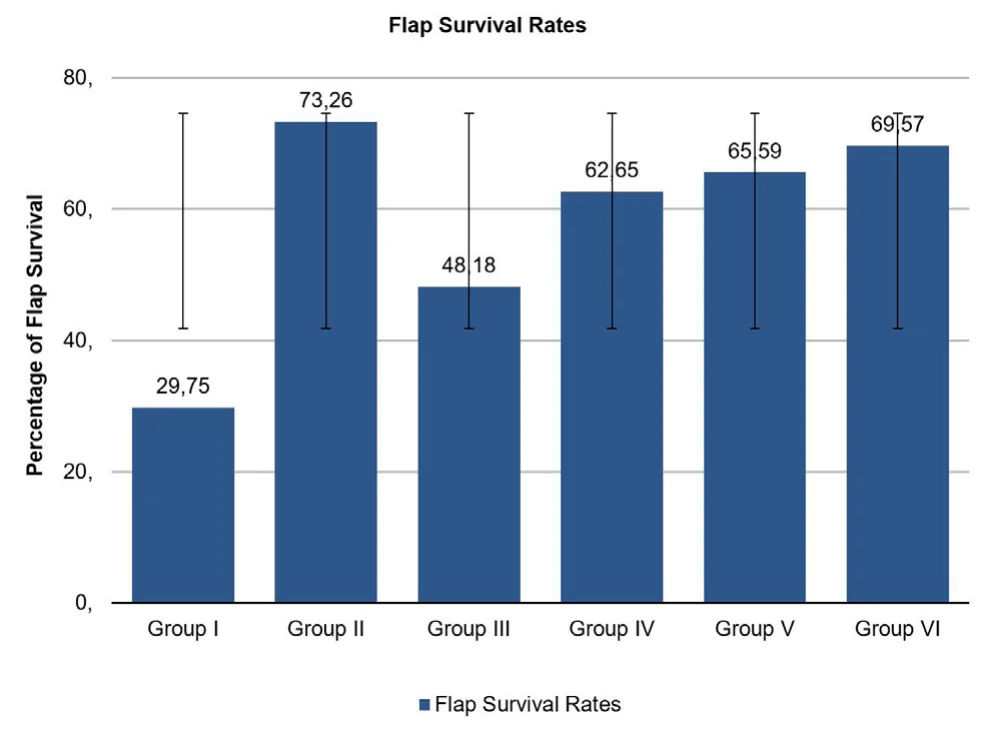 Flap Survival Rates
Percentage of Flap Survival
80,
60,
40,
20,
0,
29,75
73,26
48,18
62,65
65,59
69,57
Group I
Group II
Group III
Group IV
Group V
Group VI
Flap Survival Rates